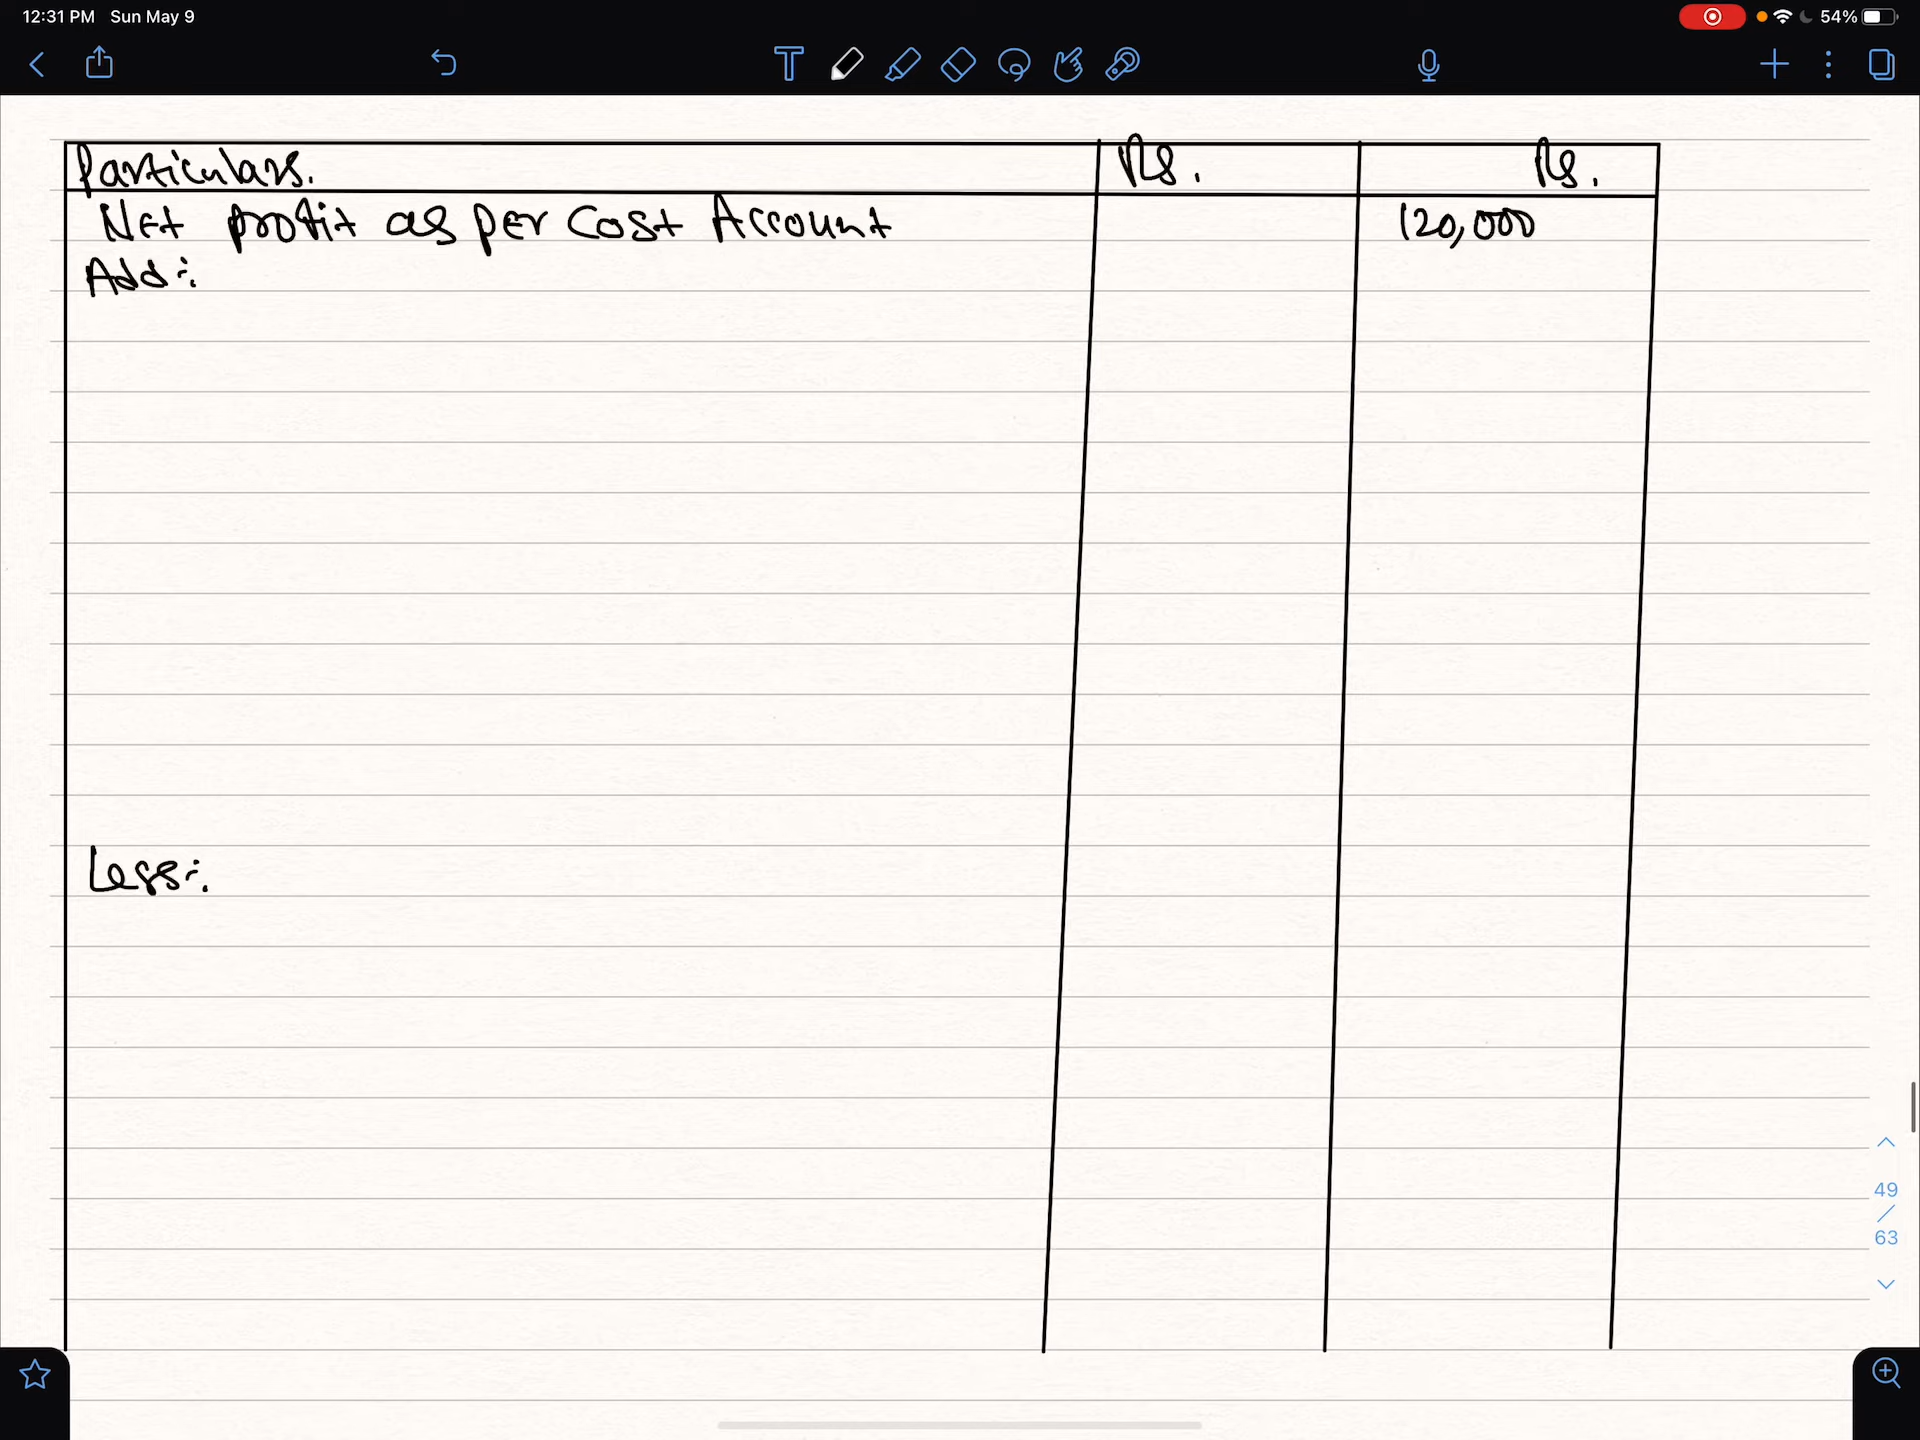 12:31 PM Sun May 9
54%
Particulars. Rs. Rs.
Net profit as per Cost Account 120,000
Add:
Less:
49
/
63